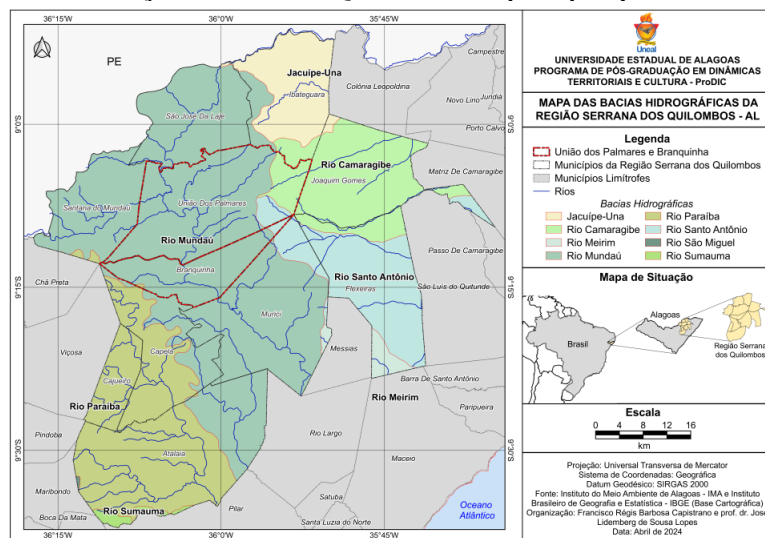 36°15'W
36°0'W
35°45'W
PE
Jacuípe-Una
Ibateguara
Campestre
Colônia Leopoldina
Jundiá
Novo Lino
Porto Calvo
São José Da Laje
9°0'S
9°0'S
Rio Camaragibe
Joaquim Gomes
Matriz De Camaragibe
União Dos Palmares
Santana do Mundaú
Rio Mundaú
Branquinha
Passo De Camaragibe
Rio Santo Antônio
Flexeiras
São Luis do Quitunde
9°15'S
9°15'S
Chã Preta
Murici
Viçosa
Capela
Messias
Cajueiro
Barra De Santo Antônio
Rio Paraíba
Rio Meirim
Paripueira
Pindoba
Rio Largo
Maceio
9°30'S
9°30'S
Atalaia
Maribondo
Satuba
Boca Da Mata
Rio Sumauma
Pilar
Santa Luzia do Norte
Oceano
Atlântico
Uneal
UNIVERSIDADE ESTADUAL DE ALAGOAS
PROGRAMA DE PÓS-GRADUAÇÃO EM DINÂMICAS
TERRITORIAIS E CULTURA - ProDIC
MAPA DAS BACIAS HIDROGRÁFICAS DA
REGIÃO SERRANA DOS QUILOMBOS - AL
Legenda
União dos Palmares e Branquinha
Municípios da Região Serrana dos Quilombos
Municípios Limítrofes
Rios
Bacias Hidrográficas
Jacuípe-Una
Rio Paraíba
Rio Camaragibe
Rio Santo Antônio
Rio Meirim
Rio São Miguel
Rio Mundaú
Rio Sumauma
Mapa de Situação
Alagoas
Brasil
Região Serrana
dos Quilombos
Escala
0 4 8 12 16
km
Projeção: Universal Transversa de Mercator
Sistema de Coordenadas: Geográfica
Datum Geodésico: SIRGAS 2000
Fonte: Instituto do Meio Ambiente de Alagoas - IMA e Instituto
Brasileiro de Geografia e Estatística - IBGE (Base Cartográfica)
Organização: Francisco Régis Barbosa Capistrano e prof. dr. José
Lidemberg de Sousa Lopes
Data: Abril de 2024